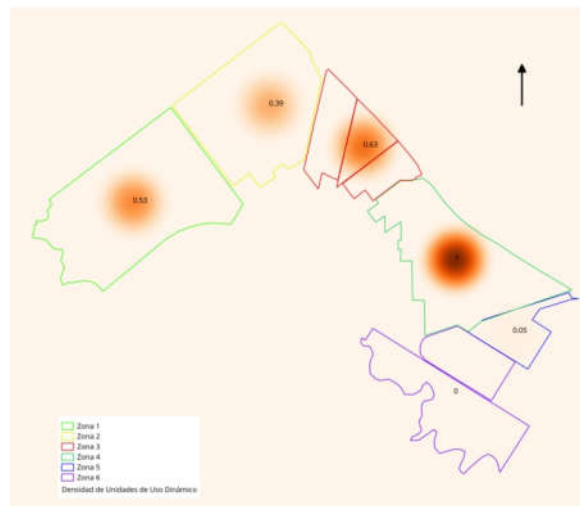 0.39
0.63
0.53
0.05
0
Zona 1
Zona 2
Zona 3
Zona 4
Zona 5
Zona 6
Densidad de Unidades de Uso Dinámico